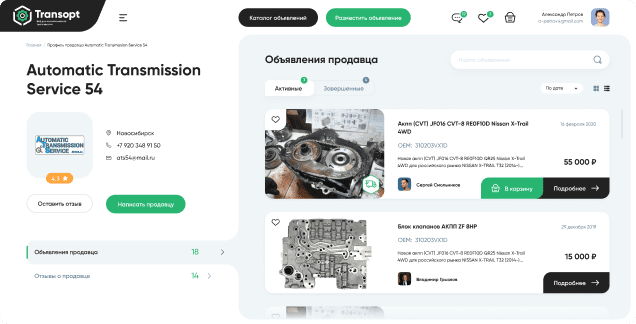 Transopt
Каталог объявлений
Разместить объявление
Александр Петров
a-petrov@gmail.com
Главная
Профиль продавца Automatic Transmission Service 54
Automatic Transmission
Service 54
AUTOMATIC
TRANSMISSION
SERVICE
4.3
Новосибирск
+7 920 348 91 50
ats54@mail.ru
Оставить отзыв
Написать продавцу
Объявления продавца 18
Отзывы о продавце 14
Объявления продавца
Найти объявление
Активные
Завершенные
По дате
Акпп (CVT) JF016 CVT-8 RE0F10D Nissan X-Trail
4WD
16 февраля 2020
OEM: 310203VX1D
Новая акпп (CVT) JF016 CVT-8 RE0F10D QR25 Nissan X-Trail
4WD для российского рынка NISSAN X-TRAIL T32 (2014-)...
55 000 ₽
Сергей Смольянков
В корзину
Подробнее
Блок клапанов АКПП ZF 8HP
29 декабря 2019
OEM: 310203VX1D
Новая акпп (CVT) JF016 CVT-8 RE0F10D QR25 Nissan X-Trail
4WD для российского рынка NISSAN X-TRAIL T32 (2014-)...
15 000 ₽
Владимир Грызлов
Подробнее